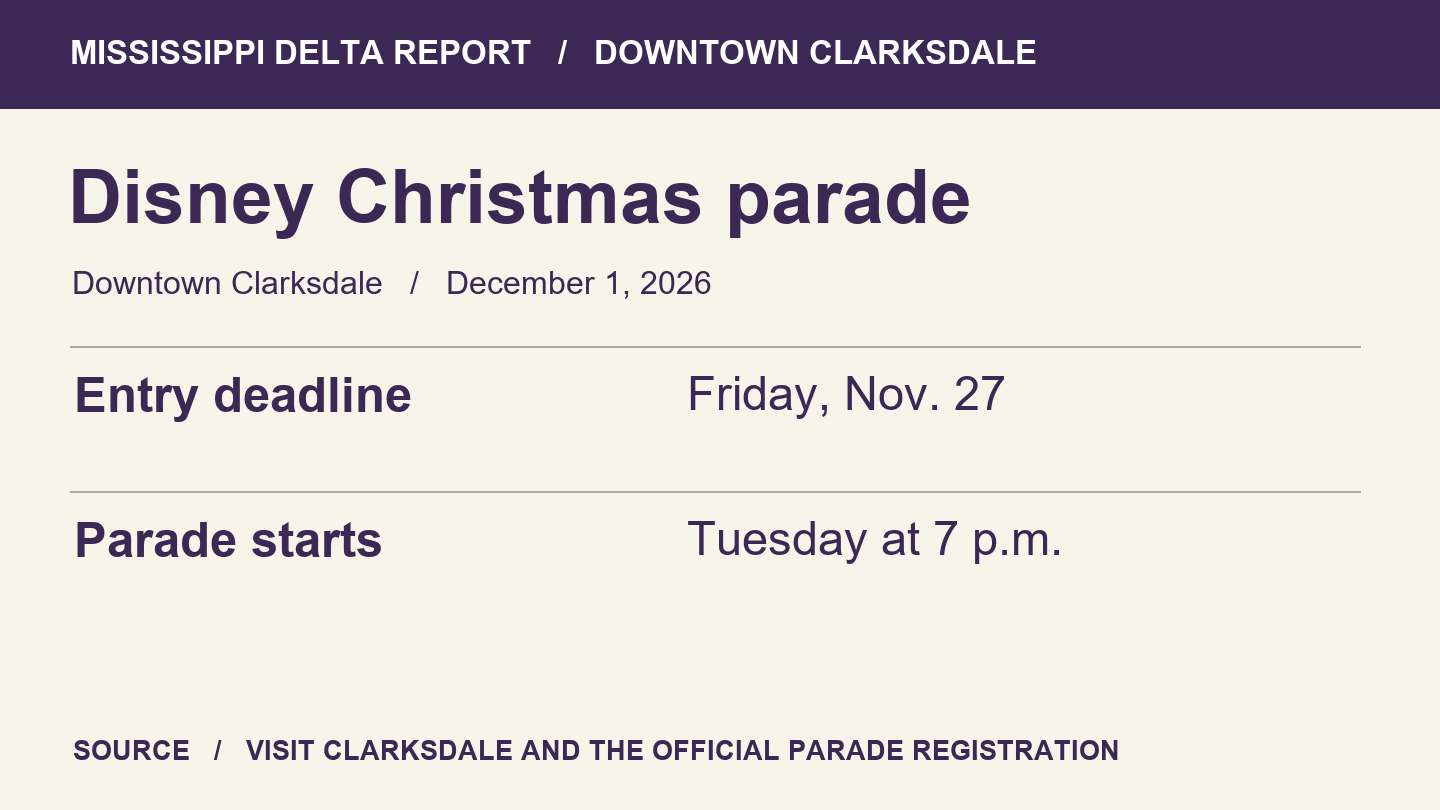 MISSISSIPPI DELTA REPORT / DOWNTOWN CLARKSDALE
Disney Christmas parade
Downtown Clarksdale / December 1, 2026
Entry deadline Friday, Nov. 27
Parade starts Tuesday at 7 p.m.
SOURCE / VISIT CLARKSDALE AND THE OFFICIAL PARADE REGISTRATION